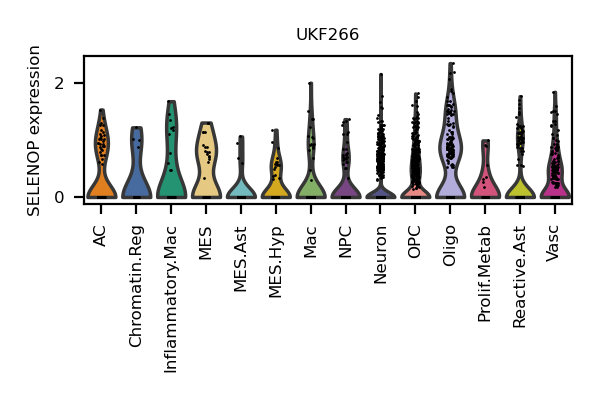 UKF266
SELENOP expression
2
0
AC
Chromatin.Reg
Inflammatory.Mac
MES
MES.Ast
MES.Hyp
Mac
NPC
Neuron
OPC
Oligo
Prolif.Metab
Reactive.Ast
Vasc